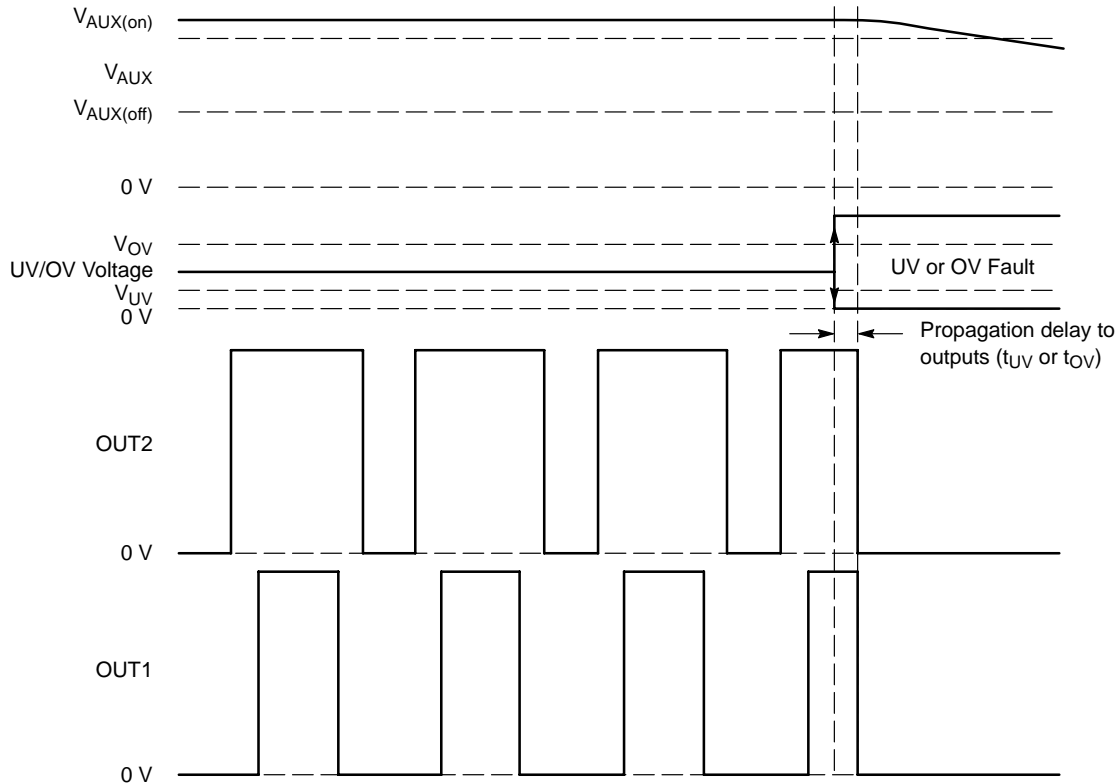 VAUX(on)
VAUX
VAUX(off)
0 V
VOV
UV/OV Voltage
VUV
0 V
UV or OV Fault
Propagation delay to
outputs (tUV or tOV)
OUT2
0 V
OUT1
0 V